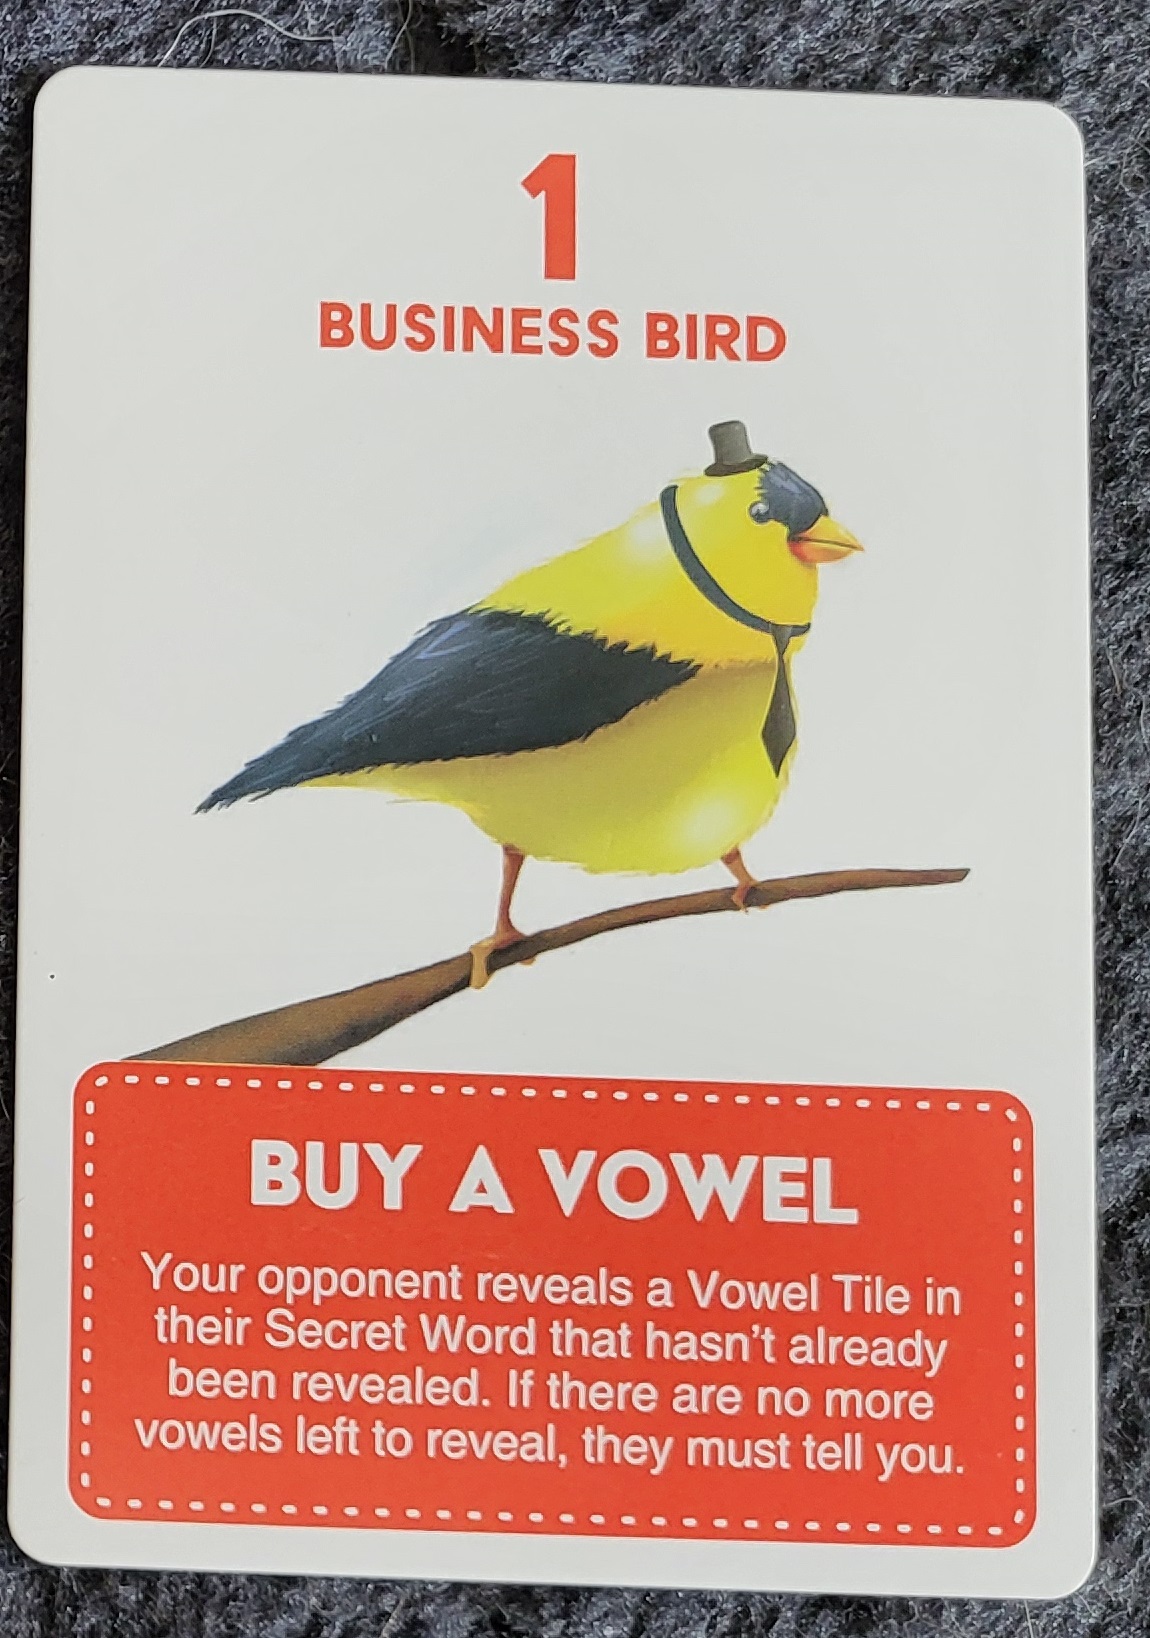 1
BUSINESS BIRD
BUY A VOWEL
Your opponent reveals a Vowel Tile in
their Secret Word that hasn't already
been revealed. If there are no more
vowels left to reveal, they must tell you.